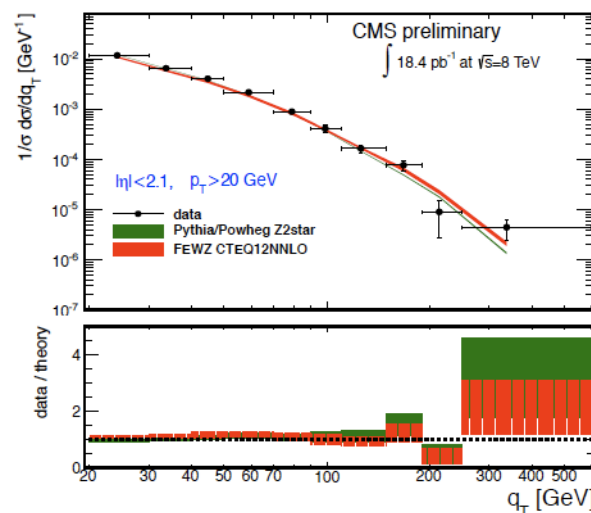 CMS preliminary
∫ 18.4 pb⁻¹ at √s=8 TeV
1/σ dσ/dq_T [GeV⁻¹]
10⁻²
10⁻³
10⁻⁴
10⁻⁵
10⁻⁶
10⁻⁷
|η|<2.1, p_T>20 GeV
data
Pythia/Powheg Z2star
FEWZ CTEQ12NNLO
data / theory
4
2
0
20 30 40 50 60 70 100 200 300 400 500
q_T [GeV]